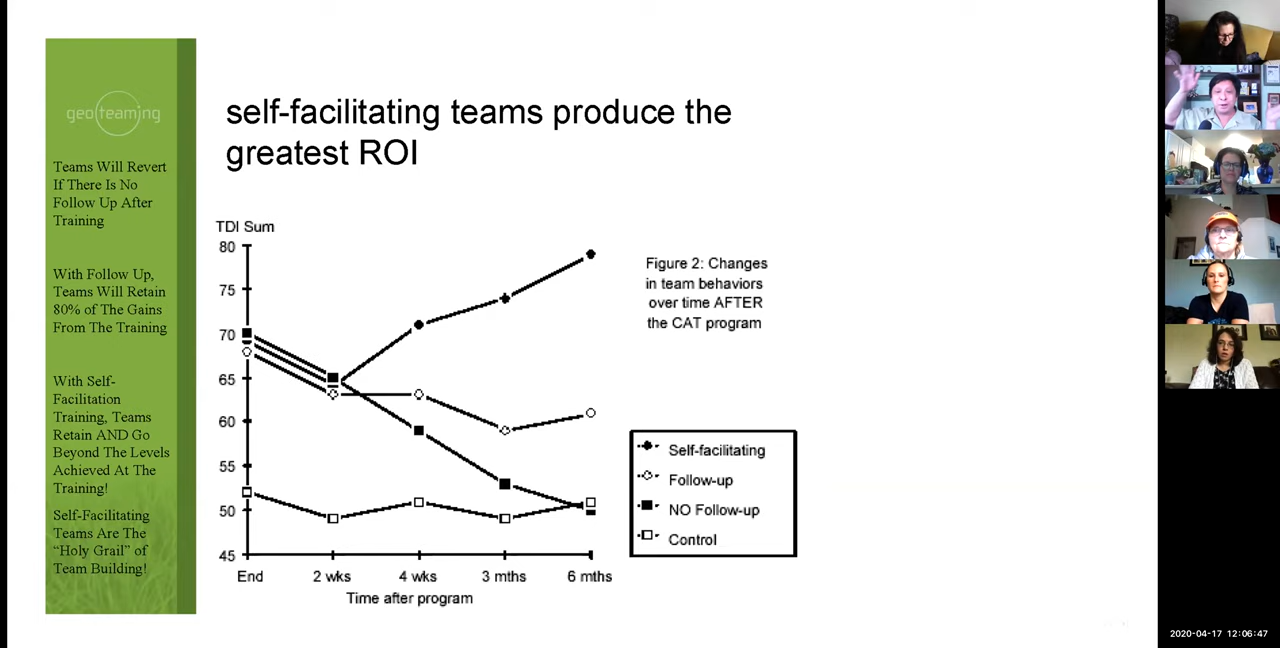 geoteaming
Teams Will Revert
If There Is No
Follow Up After
Training
With Follow Up,
Teams Will Retain
80% of The Gains
From The Training
With Self-
Facilitation
Training, Teams
Retain AND Go
Beyond The Levels
Achieved At The
Training!
Self-Facilitating
Teams Are The
“Holy Grail” of
Team Building!
self-facilitating teams produce the
greatest ROI
TDI Sum
80
75
70
65
60
55
50
45
End 2 wks 4 wks 3 mths 6 mths
Time after program
Figure 2: Changes
in team behaviors
over time AFTER
the CAT program
Self-facilitating
Follow-up
NO Follow-up
Control
2020-04-17 12:06:47